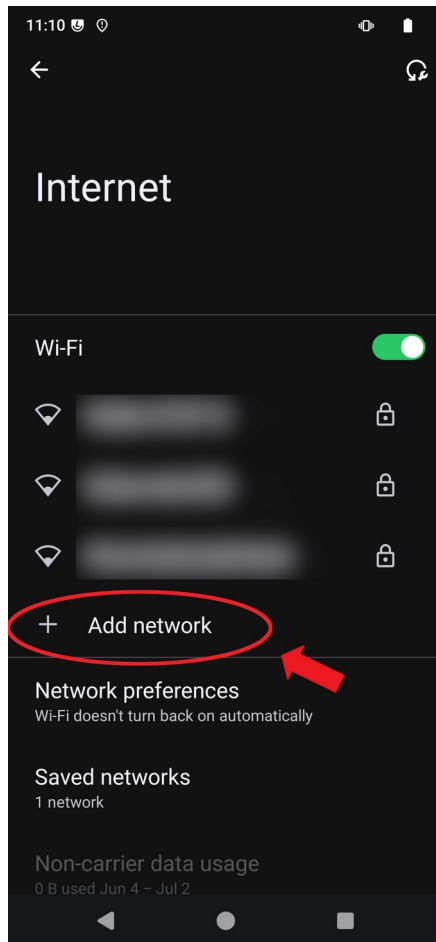 11:10
Internet
Wi-Fi
Add network
Network preferences
Wi-Fi doesn't turn back on automatically
Saved networks
1 network
Non-carrier data usage
0 B used Jun 4 – Jul 2